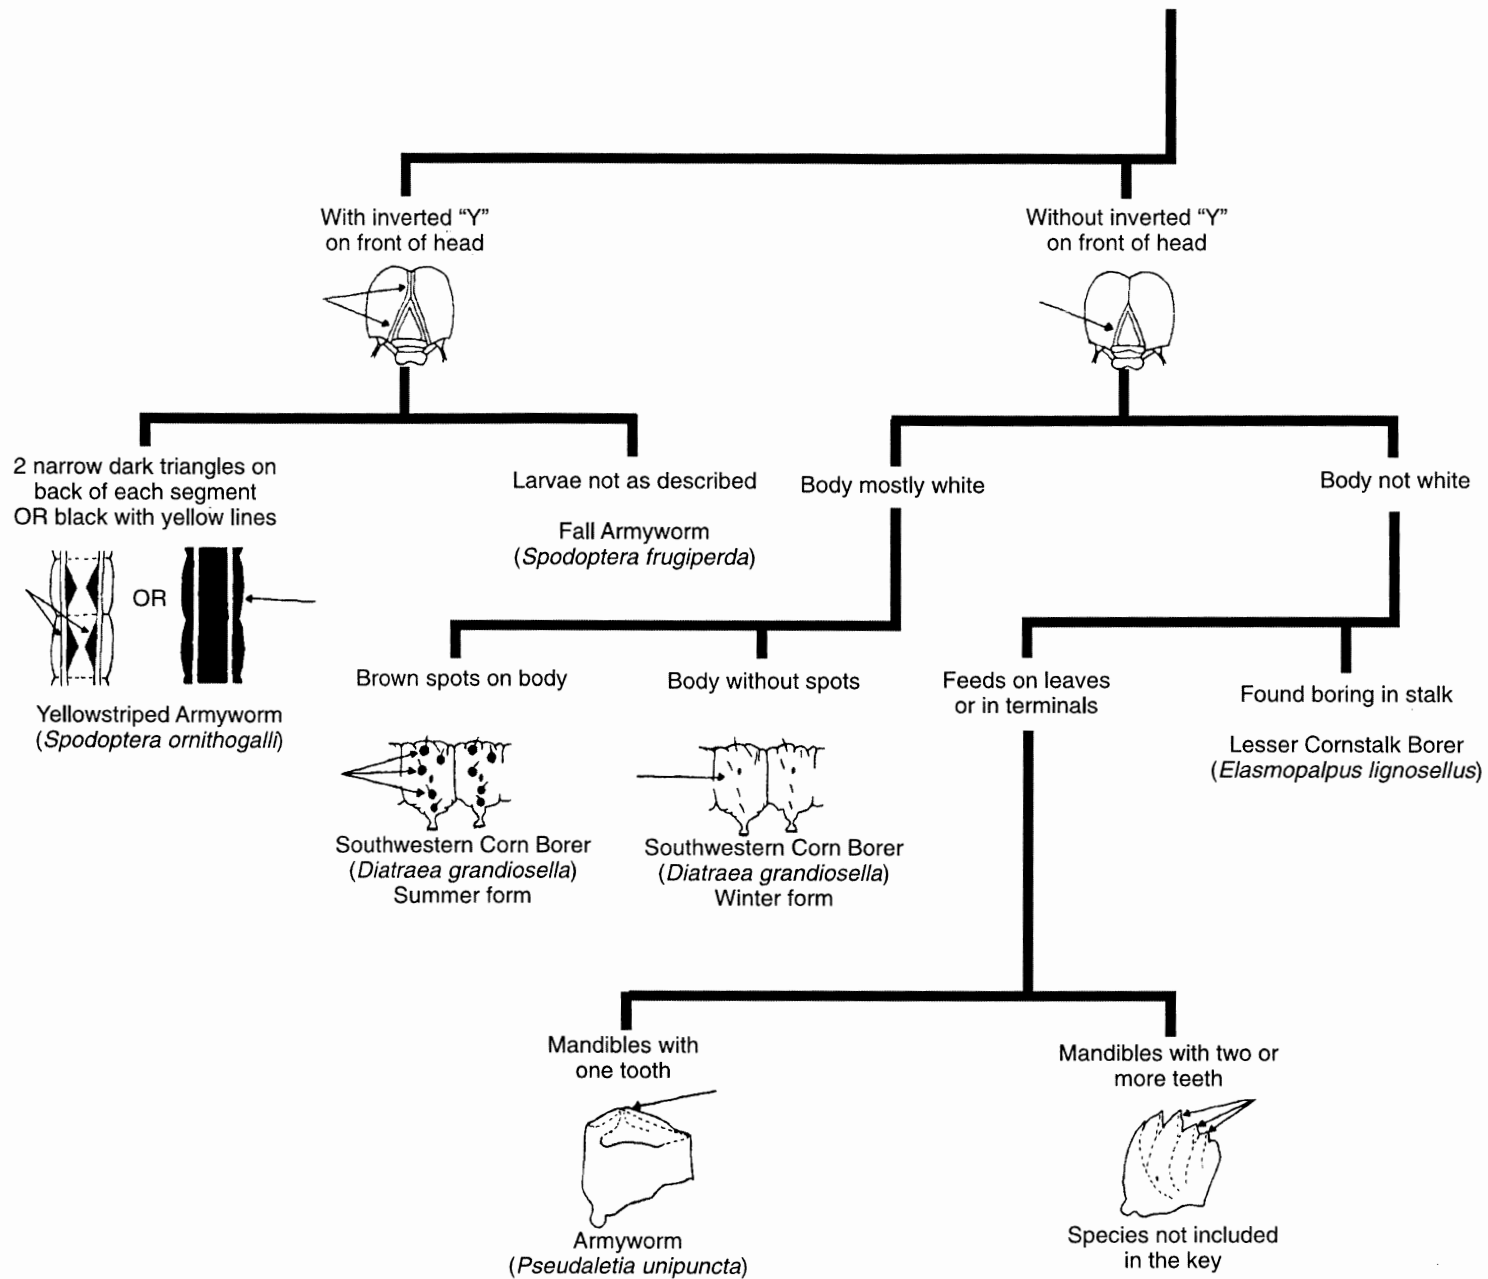 With inverted “Y”
on front of head
Without inverted “Y”
on front of head
2 narrow dark triangles on
back of each segment
OR black with yellow lines
OR
Yellowstriped Armyworm
(Spodoptera ornithogalli)
Larvae not as described
Fall Armyworm
(Spodoptera frugiperda)
Body mostly white
Body not white
Brown spots on body
Southwestern Corn Borer
(Diatraea grandiosella)
Summer form
Body without spots
Southwestern Corn Borer
(Diatraea grandiosella)
Winter form
Feeds on leaves
or in terminals
Found boring in stalk
Lesser Cornstalk Borer
(Elasmopalpus lignosellus)
Mandibles with
one tooth
Armyworm
(Pseudaletia unipuncta)
Mandibles with two or
more teeth
Species not included
in the key